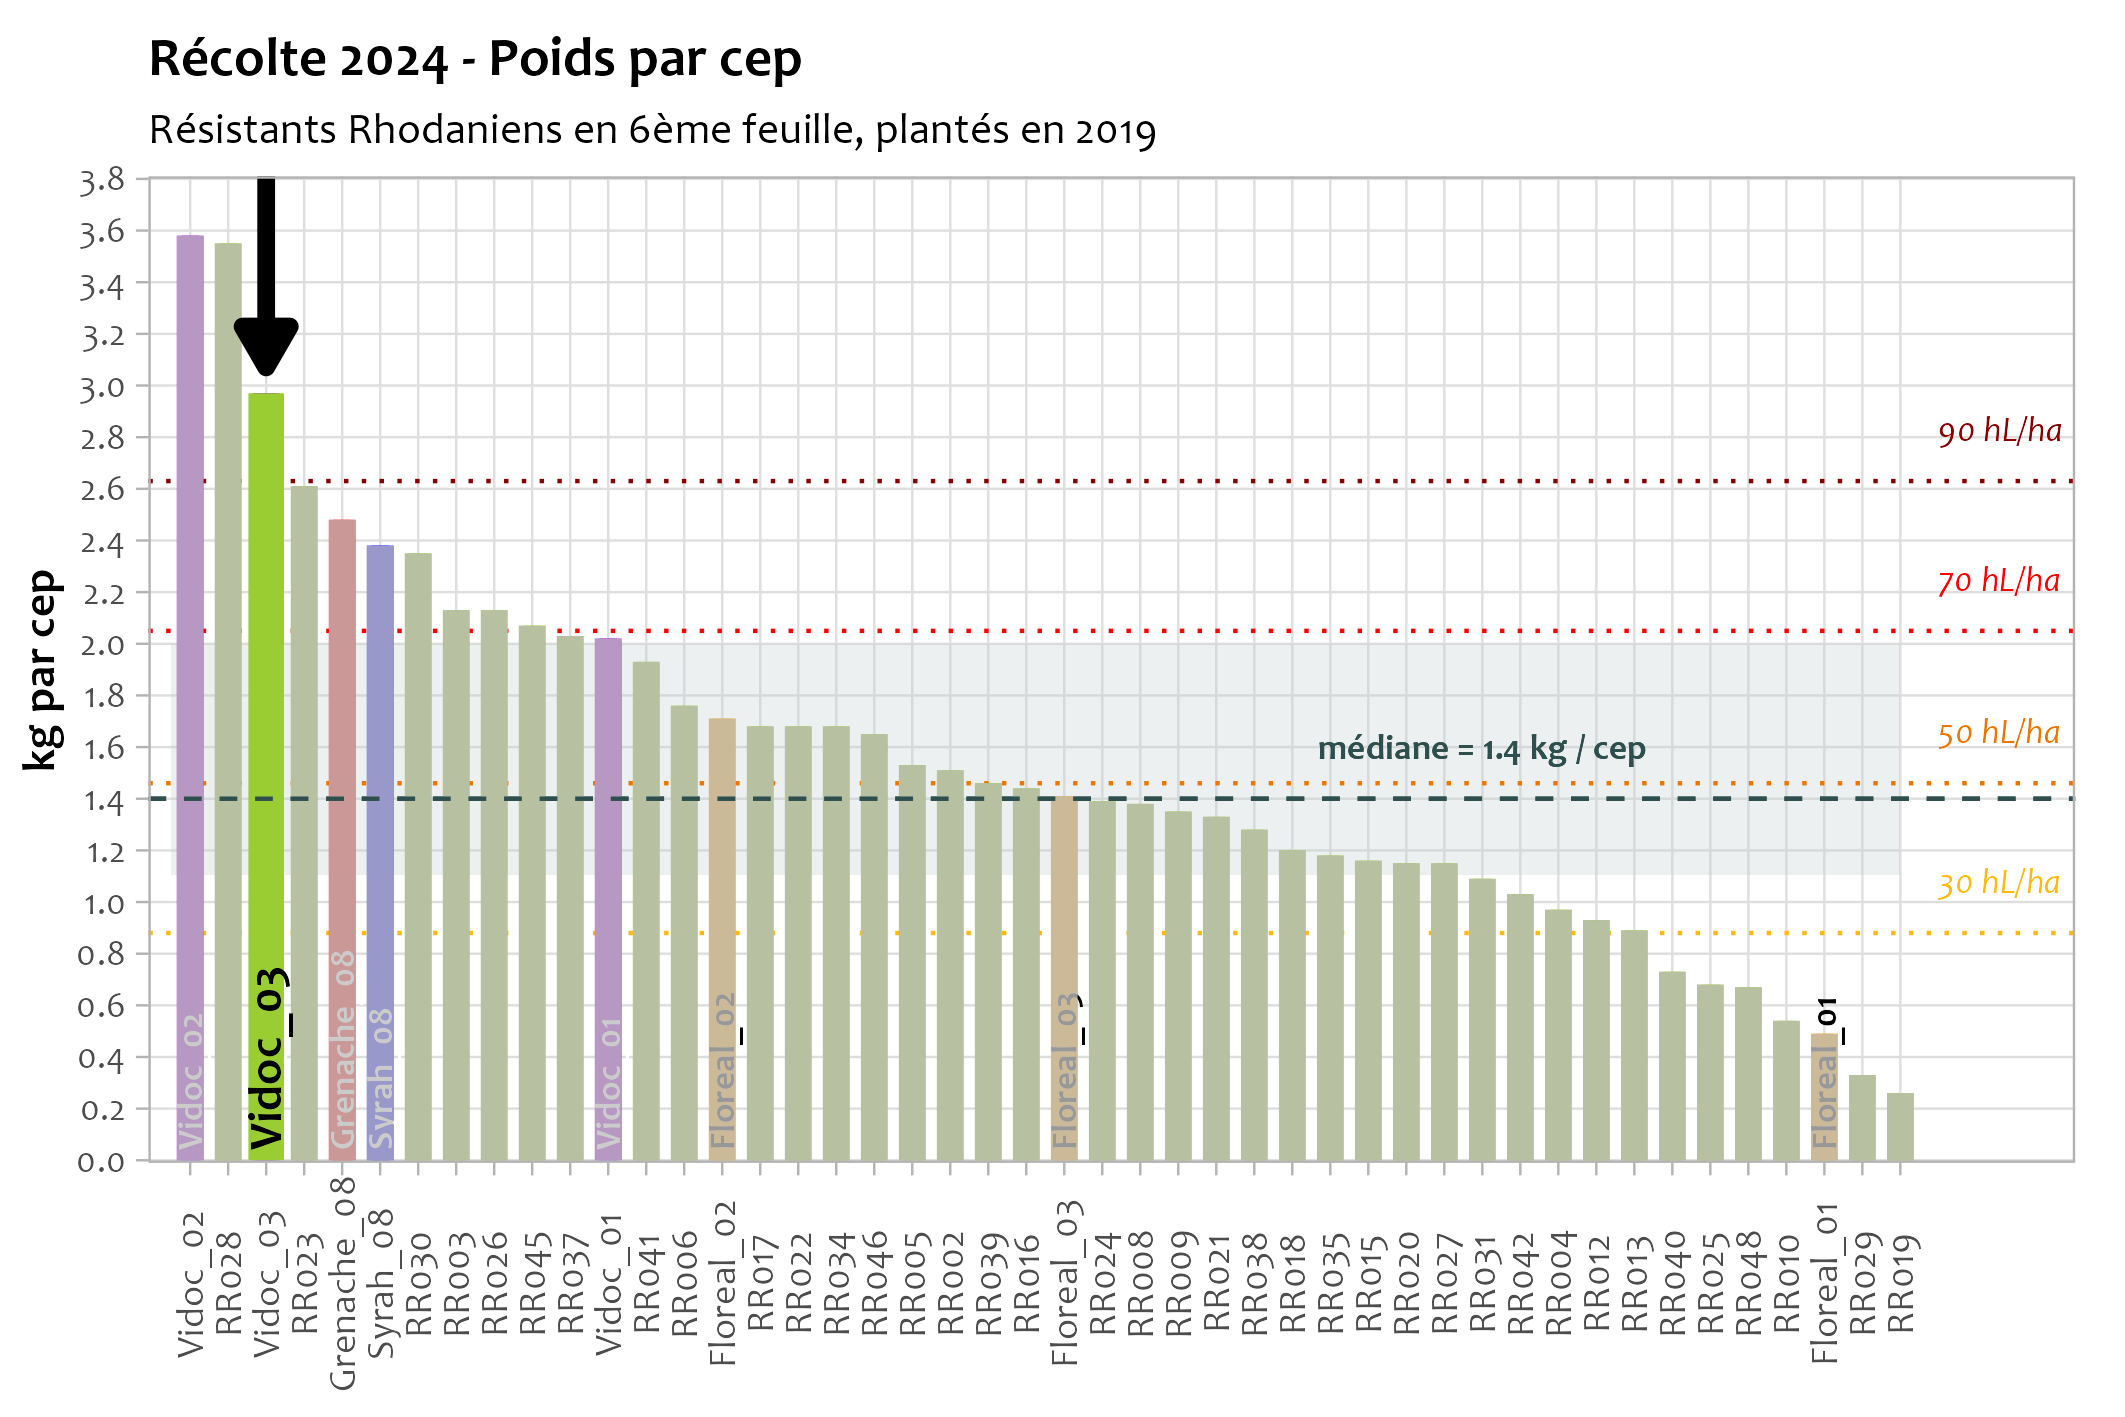 Récolte 2024 - Poids par cep
Résistants Rhodaniens en 6ème feuille, plantés en 2019
kg par cep
3.8
3.6
3.4
3.2
3.0
2.8
2.6
2.4
2.2
2.0
1.8
1.6
1.4
1.2
1.0
0.8
0.6
0.4
0.2
0.0
90 hL/ha
70 hL/ha
50 hL/ha
médiane = 1.4 kg / cep
30 hL/ha
Vidoc_02
Vidoc_03
Grenache_08
Syrah_08
Vidoc_01
Floreal_02
Floreal_03
Floreal_01
Vidoc_02
RR028
Vidoc_03
RR023
Grenache_08
Syrah_08
RR030
RR003
RR026
RR045
RR037
Vidoc_01
RR041
RR006
Floreal_02
RR017
RR022
RR034
RR046
RR005
RR002
RR039
RR016
Floreal_03
RR024
RR008
RR009
RR021
RR038
RR018
RR035
RR015
RR020
RR027
RR031
RR042
RR004
RR012
RR013
RR040
RR025
RR048
RR010
Floreal_01
RR029
RR019